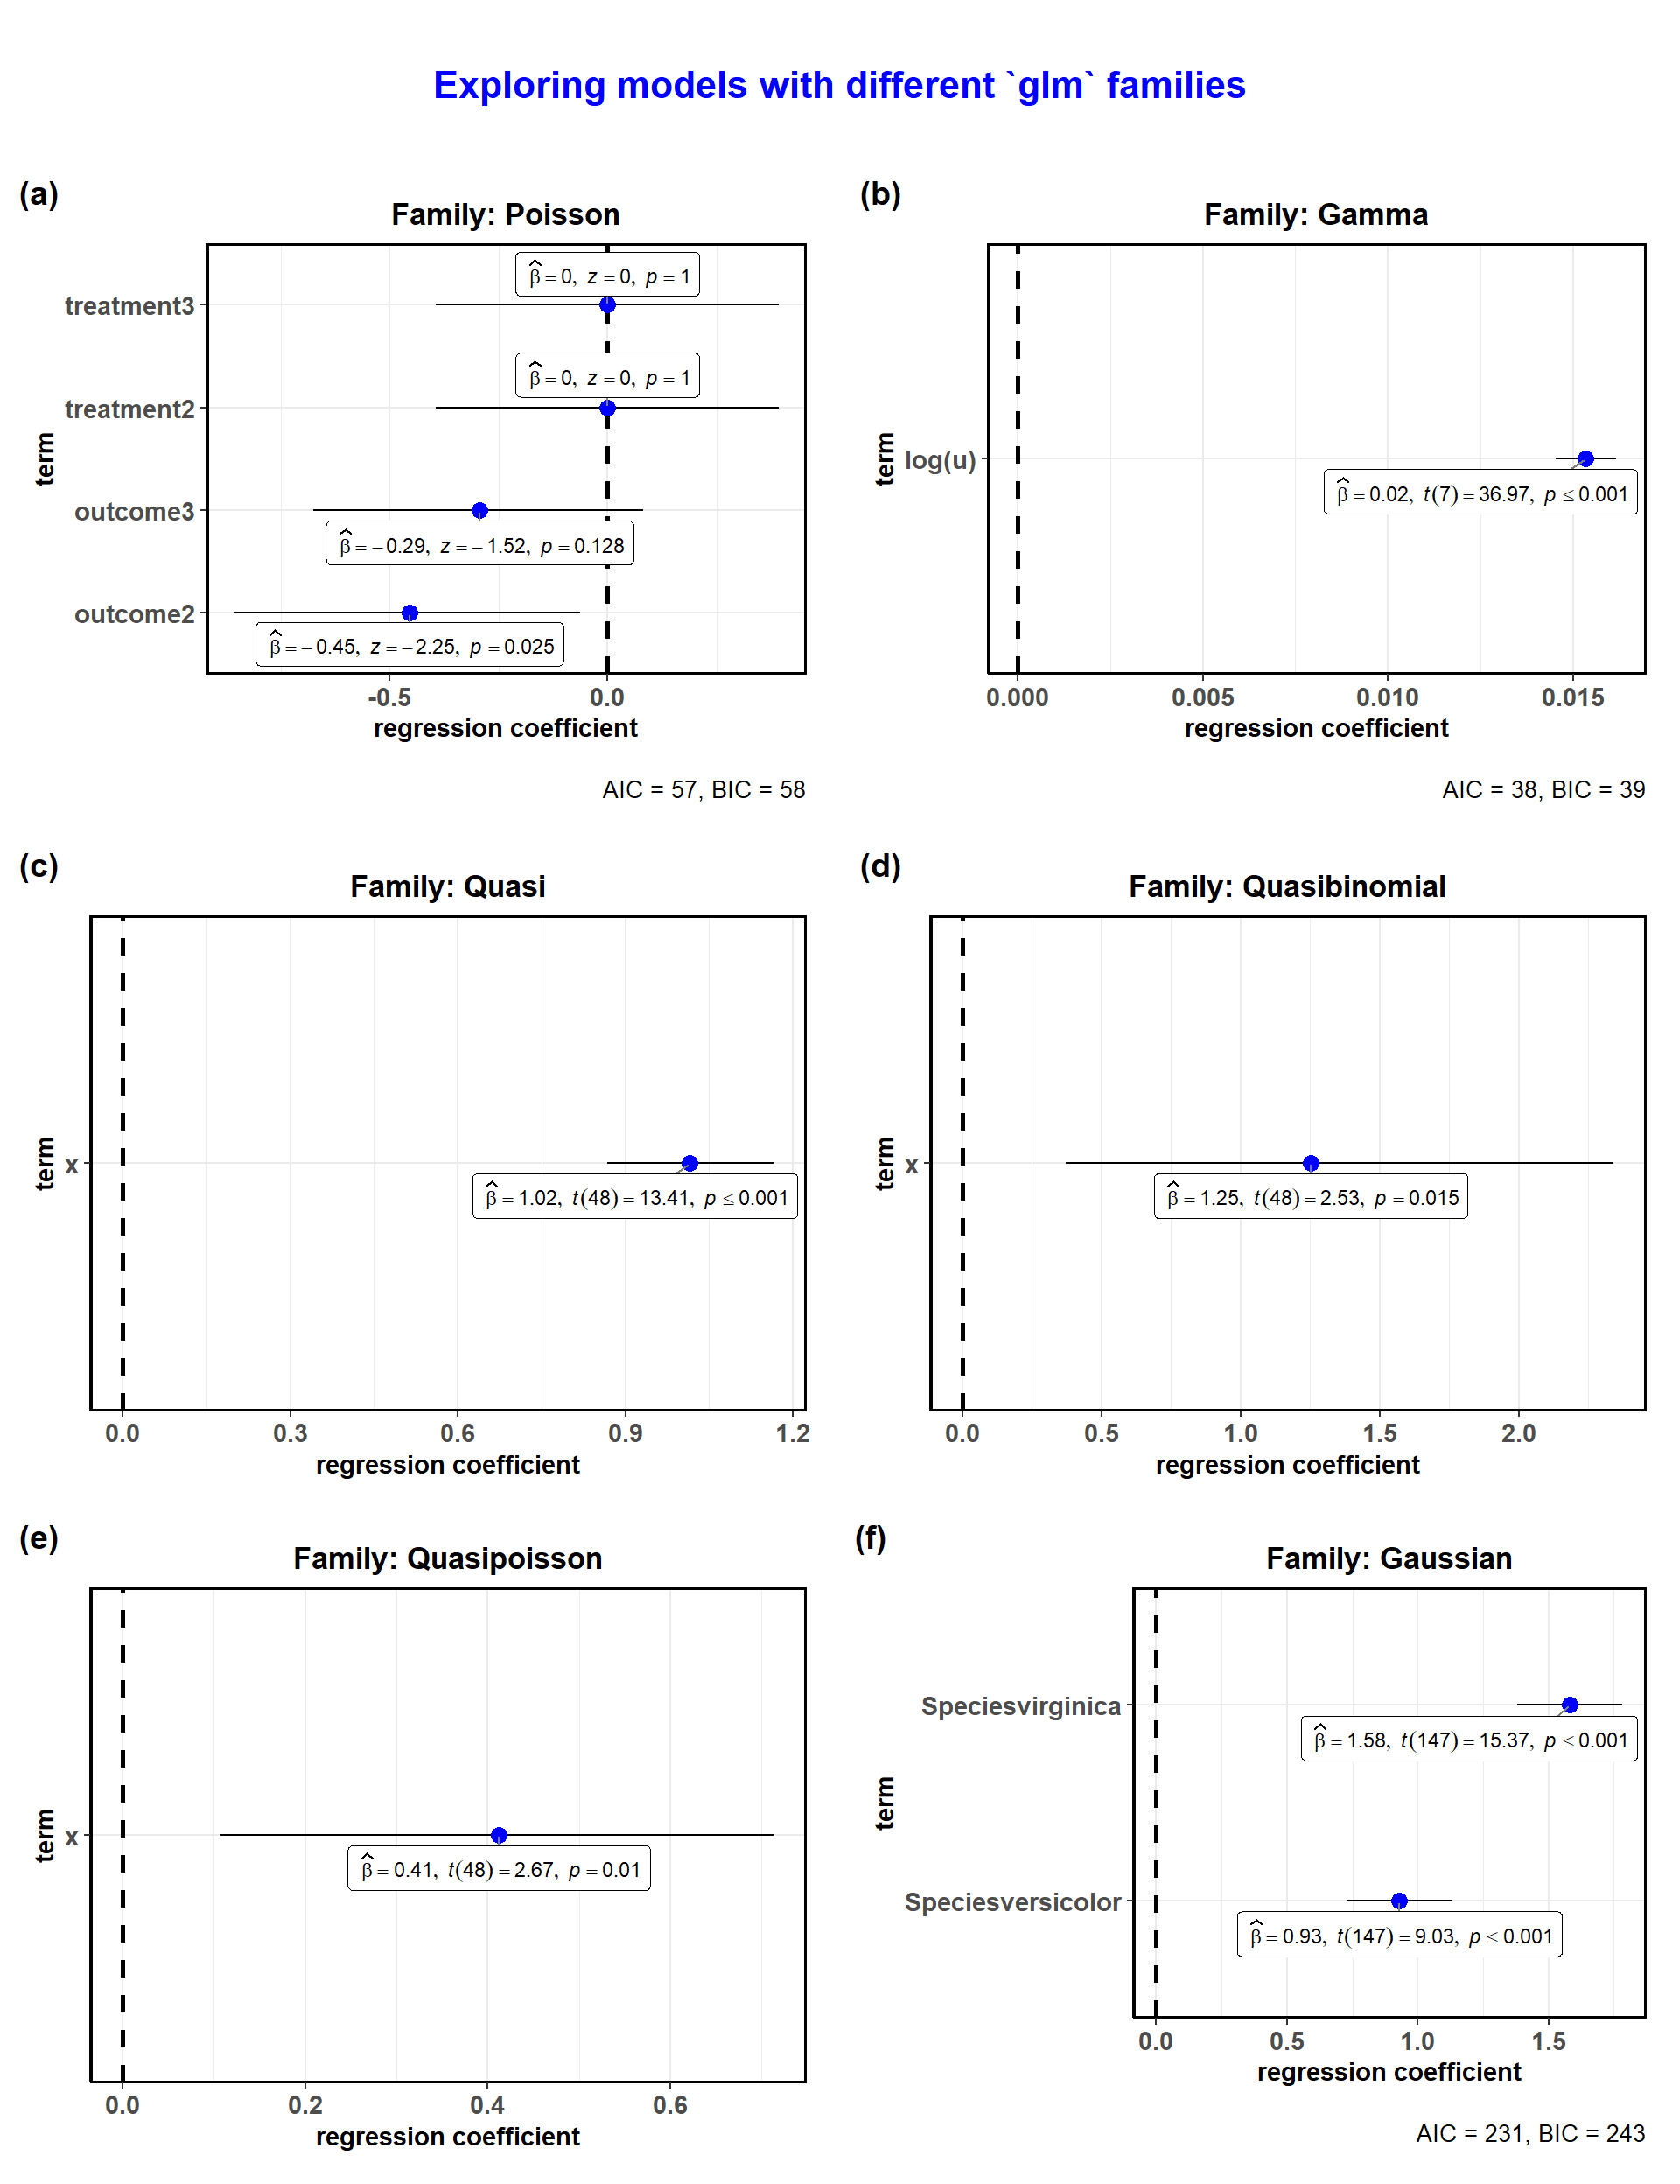 Exploring models with different `glm` families
(a)
Family: Poisson
term
treatment3
treatment2
outcome3
outcome2
β̂ = 0, z = 0, p = 1
β̂ = 0, z = 0, p = 1
β̂ = −0.29, z = −1.52, p = 0.128
β̂ = −0.45, z = −2.25, p = 0.025
-0.5 0.0
regression coefficient
AIC = 57, BIC = 58
(b)
Family: Gamma
term
log(u)
β̂ = 0.02, t(7) = 36.97, p ≤ 0.001
0.000 0.005 0.010 0.015
regression coefficient
AIC = 38, BIC = 39
(c)
Family: Quasi
term
x
β̂ = 1.02, t(48) = 13.41, p ≤ 0.001
0.0 0.3 0.6 0.9 1.2
regression coefficient
(d)
Family: Quasibinomial
term
x
β̂ = 1.25, t(48) = 2.53, p = 0.015
0.0 0.5 1.0 1.5 2.0
regression coefficient
(e)
Family: Quasipoisson
term
x
β̂ = 0.41, t(48) = 2.67, p = 0.01
0.0 0.2 0.4 0.6
regression coefficient
(f)
Family: Gaussian
term
Speciesvirginica
Speciesversicolor
β̂ = 1.58, t(147) = 15.37, p ≤ 0.001
β̂ = 0.93, t(147) = 9.03, p ≤ 0.001
0.0 0.5 1.0 1.5
regression coefficient
AIC = 231, BIC = 243